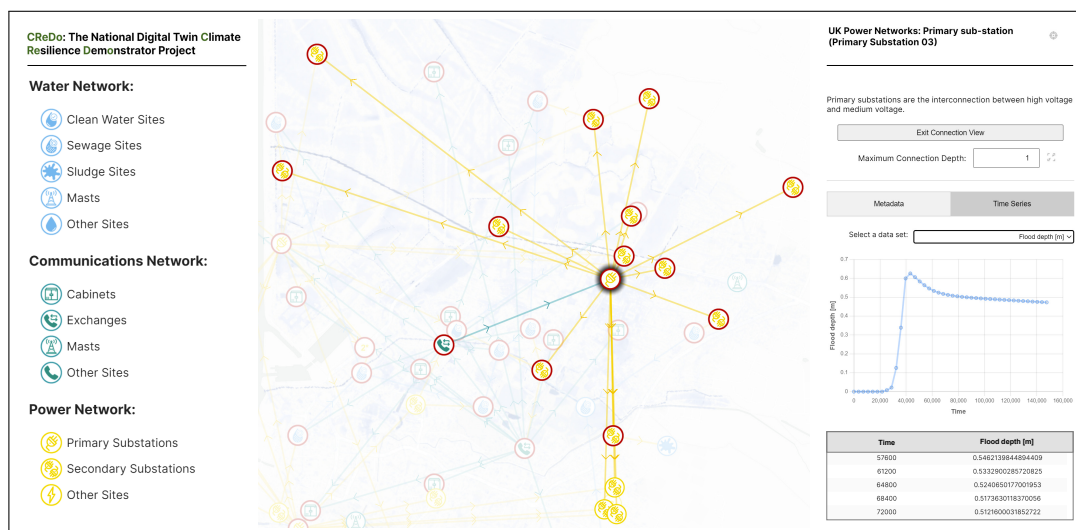 CReDo: The National Digital Twin Climate
Resilience Demonstrator Project
Water Network:
Clean Water Sites
Sewage Sites
Sludge Sites
Masts
Other Sites
Communications Network:
Cabinets
Exchanges
Masts
Other Sites
Power Network:
Primary Substations
Secondary Substations
Other Sites
UK Power Networks: Primary sub-station
(Primary Substation 03)
Primary substations are the interconnection between high voltage
and medium voltage.
Exit Connection View
Maximum Connection Depth: 1
Metadata Time Series
Select a data set: Flood depth [m]
0.7
0.6
0.5
0.4
0.3
0.2
0.1
0
Flood depth [m]
0 20,000 40,000 60,000 80,000 100,000 120,000 140,000 160,000
Time
Time Flood depth [m]
57600 0.5462139844894409
61200 0.5332900285720825
64800 0.5240650177001953
68400 0.5173630118370056
72000 0.5121600031852722